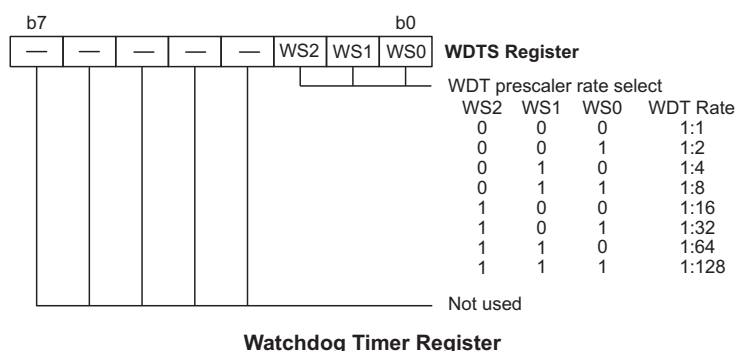 b7 b0
— — — — — WS2 WS1 WS0 WDTS Register
WDT prescaler rate select
WS2 WS1 WS0 WDT Rate
0 0 0 1:1
0 0 1 1:2
0 1 0 1:4
0 1 1 1:8
1 0 0 1:16
1 0 1 1:32
1 1 0 1:64
1 1 1 1:128
Not used
Watchdog Timer Register